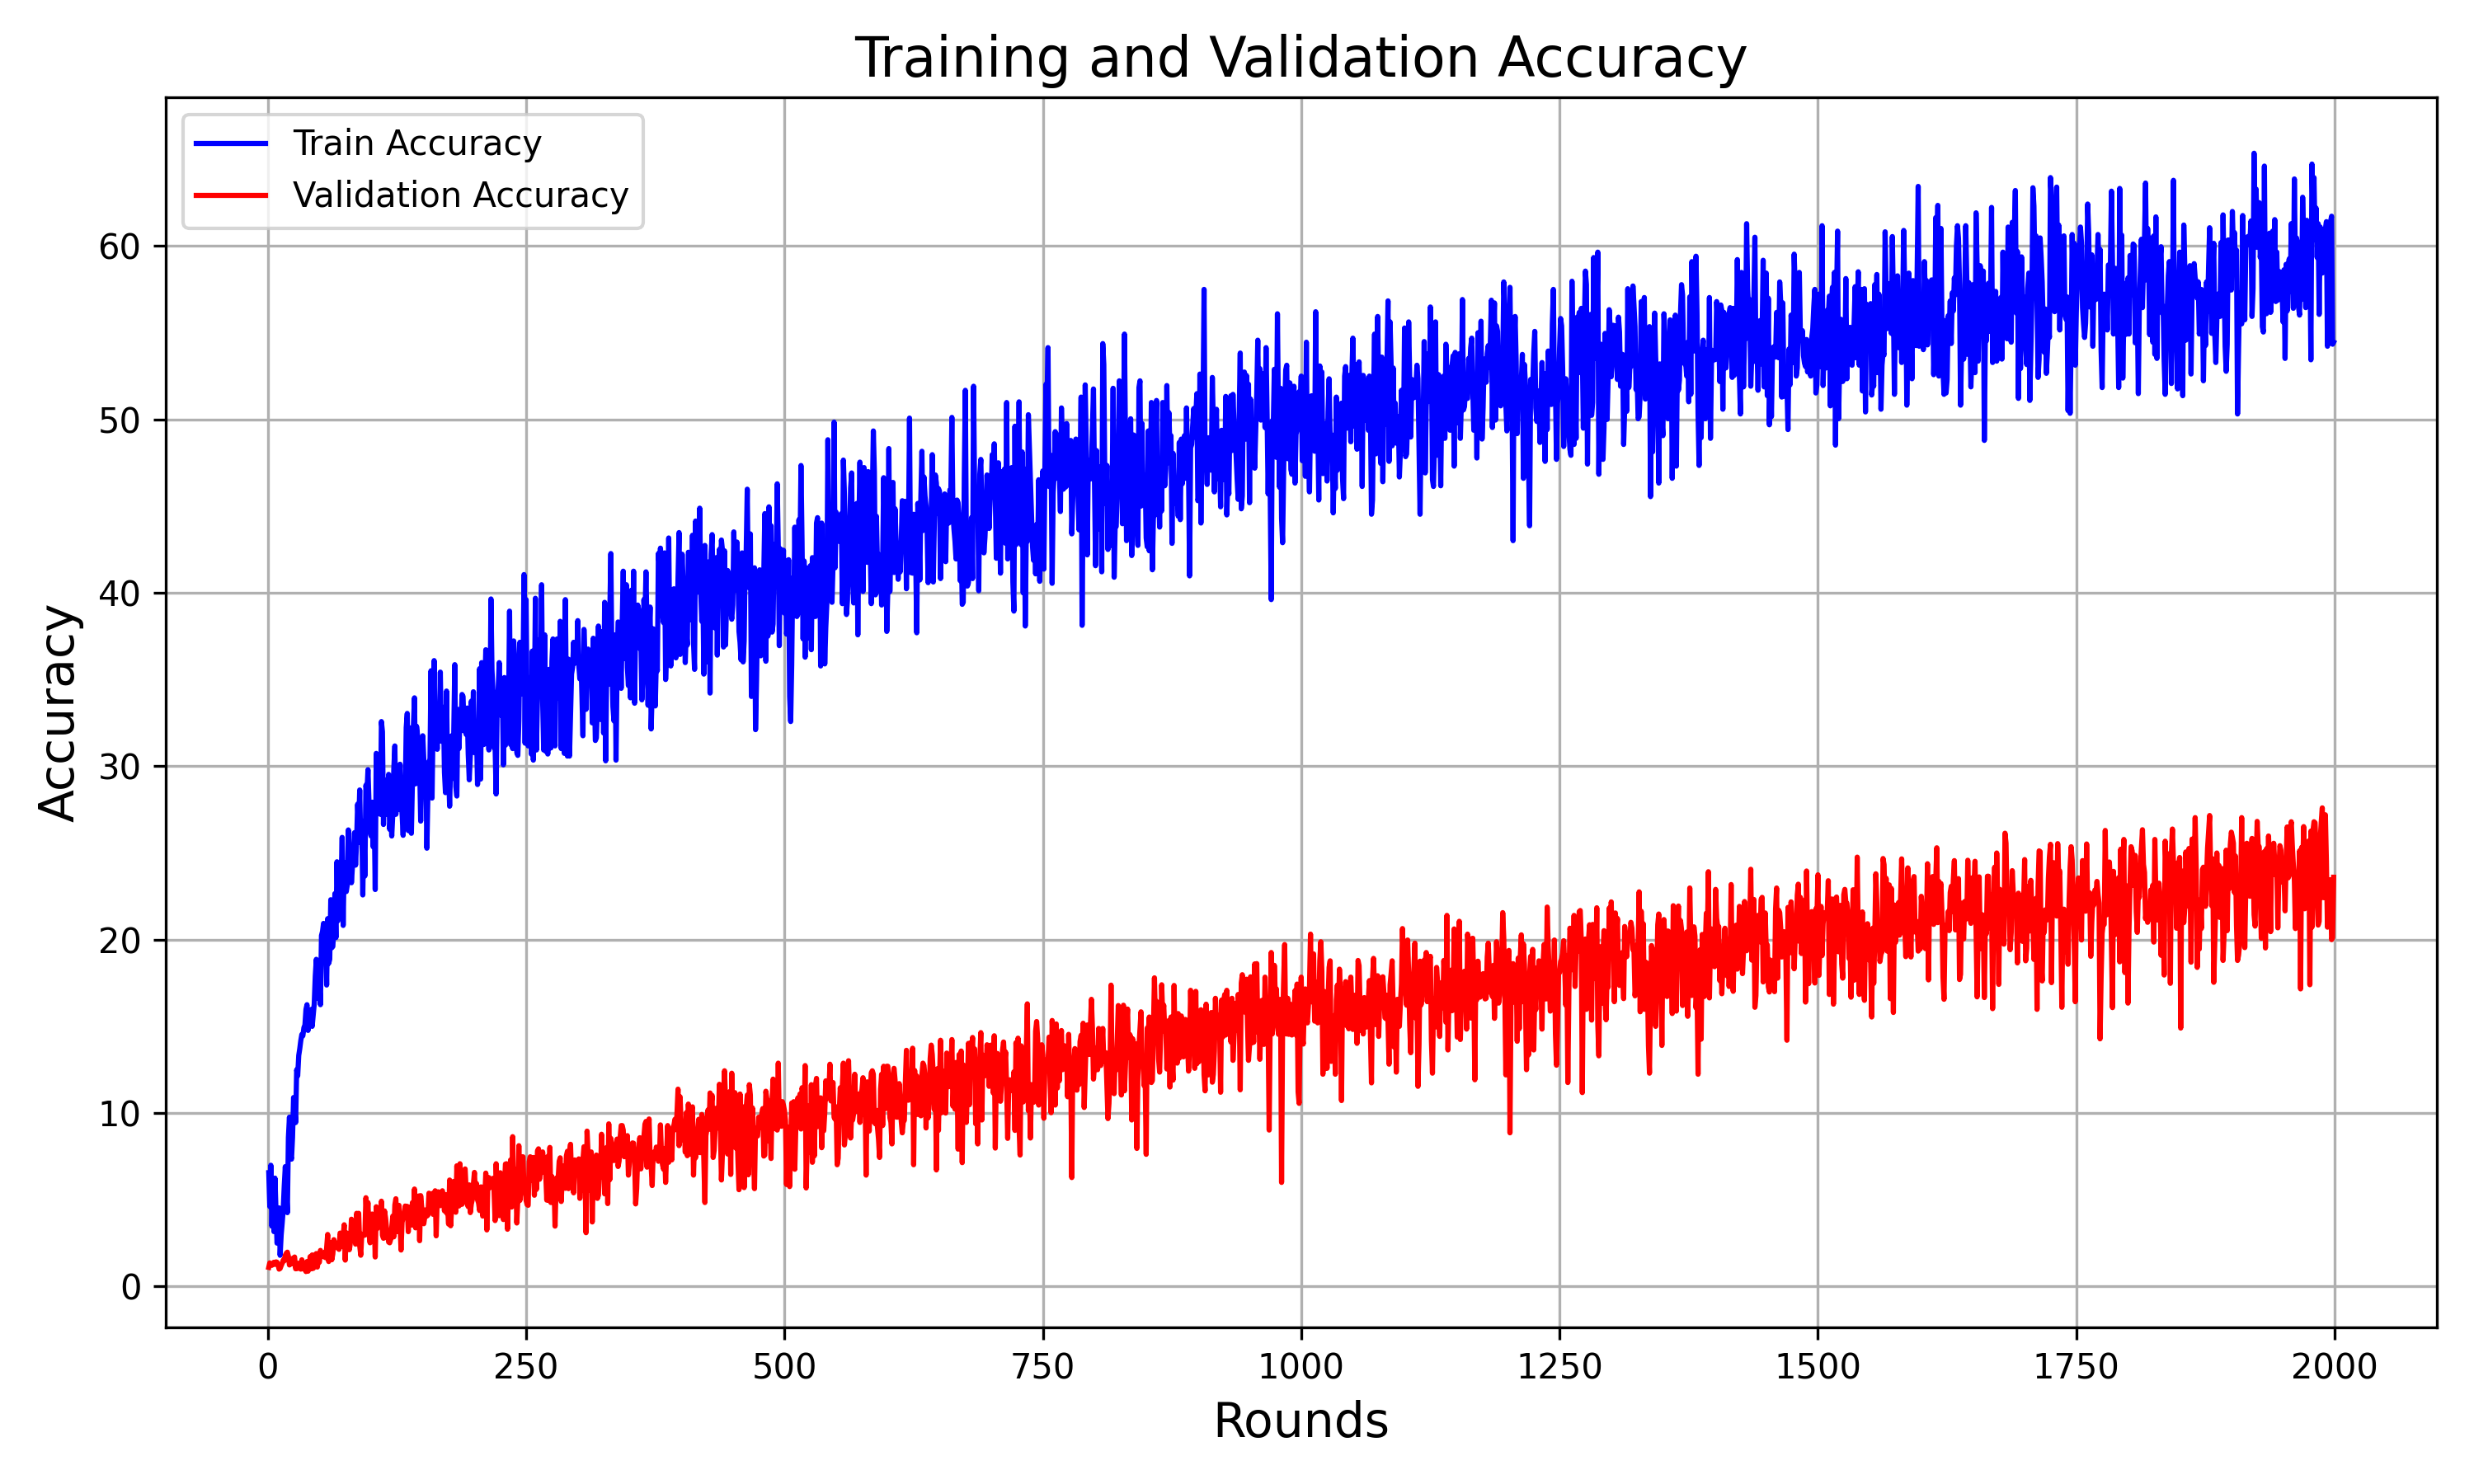 Training and Validation Accuracy
Train Accuracy
Validation Accuracy
60
50
40
30
20
10
0
Accuracy
0 250 500 750 1000 1250 1500 1750 2000
Rounds